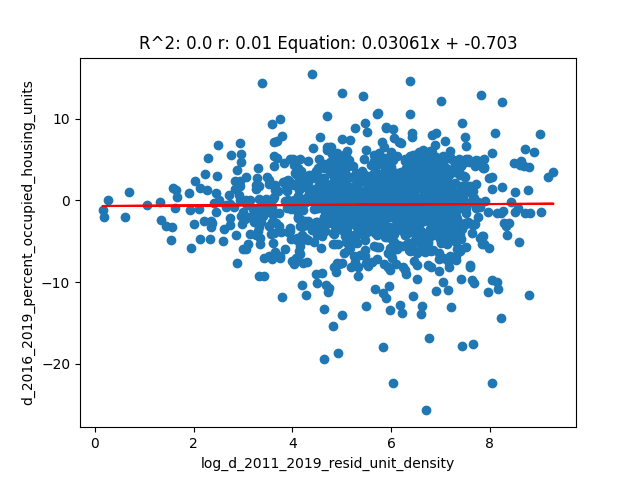 R^2: 0.0 r: 0.01 Equation: 0.03061x + -0.703
d_2016_2019_percent_occupied_housing_units
10
0
−10
−20
0 2 4 6 8
log_d_2011_2019_resid_unit_density